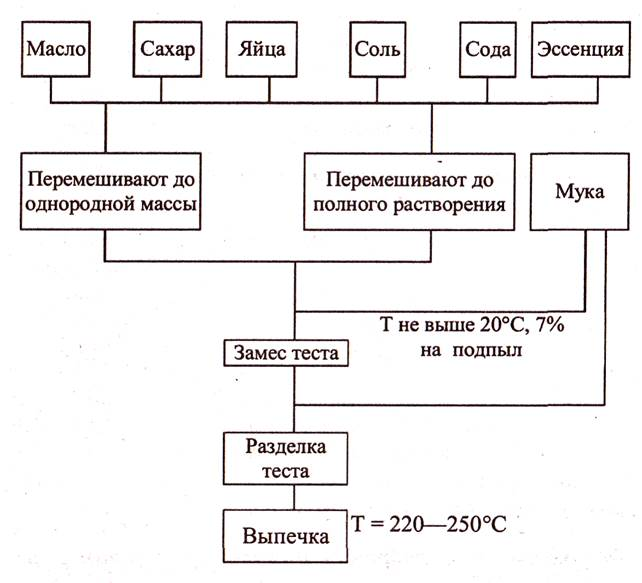 Масло
Сахар
Яйца
Соль
Сода
Эссенция
Перемешивают до
однородной массы
Перемешивают до
полного растворения
Мука
Т не выше 20°С, 7%
на подпыл
Замес теста
Разделка
теста
Выпечка
Т = 220—250°С